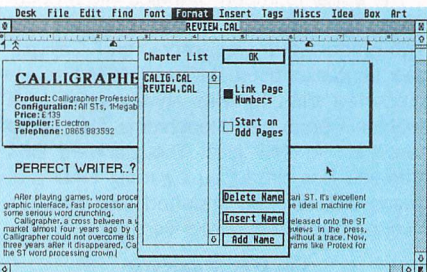 Desk File Edit Find Font Format Insert Tags Miscs Idea Box Art
REVIEW.CAL
Chapter List
OK
CALIG.CAL
REVIEW.CAL
Link Page
Numbers
Start on
Odd Pages
Delete Name
Insert Name
Add Name
CALLIGRAPHE
Product: Calligrapher Profession
Configuration: All STs, 1Megab
Price: £139
Supplier: Eclectron
Telephone: 0865 883592
PERFECT WRITER..?
After playing games, word proce tari ST. It's excellent
graphic interface, fast processor and e ideal machine for
some serious word crunching.
Calligrapher, a cross between a eleased onto the ST
market almost four years ago by eviews in the press,
Calligrapher could not overcome its without a trace. Now,
three years after it disappeared, Ca rams like Protext for
the ST word processing crown.